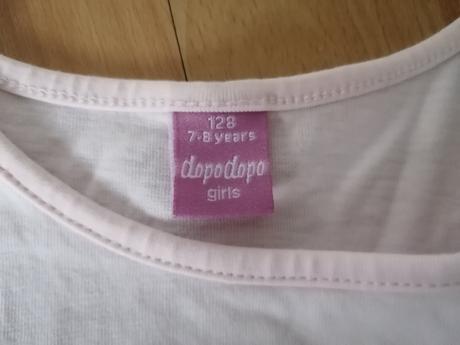 128
7-8 years
dopodopo
girls